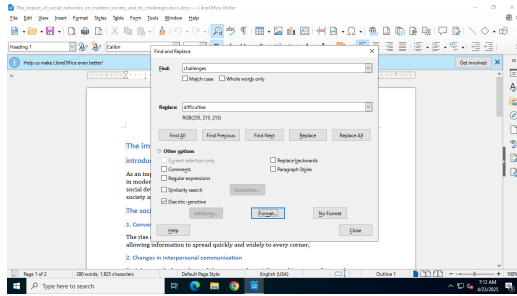 The_impact_of_social_networks_on_modern_society_and_its_challenges.docx.docx — LibreOffice Writer
File Edit View Insert Format Styles Table Form Tools Window Help
Heading 1
Calibri
Help us make LibreOffice even better!
Get involved
Find and Replace
Find: challenges
Match case
Whole words only
Replace: difficulties
RGB(255, 215, 215)
Find All
Find Previous
Find Next
Replace
Replace All
Other options
Current selection only
Replace backwards
Comments
Paragraph Styles
Regular expressions
Similarity search
Similarities...
Diacritic-sensitive
Attributes...
Format...
No Format
Help
Close
The im
introdu
As an im
in moder
social de
society a
The soci
1. Conver
The rise
allowing information to spread quickly and widely to every corner.
2. Changes in interpersonal communication
Page 1 of 2
280 words, 1,825 characters
Default Page Style
English (USA)
Outline 1
100%
Type here to search
7:12 AM
4/23/2025